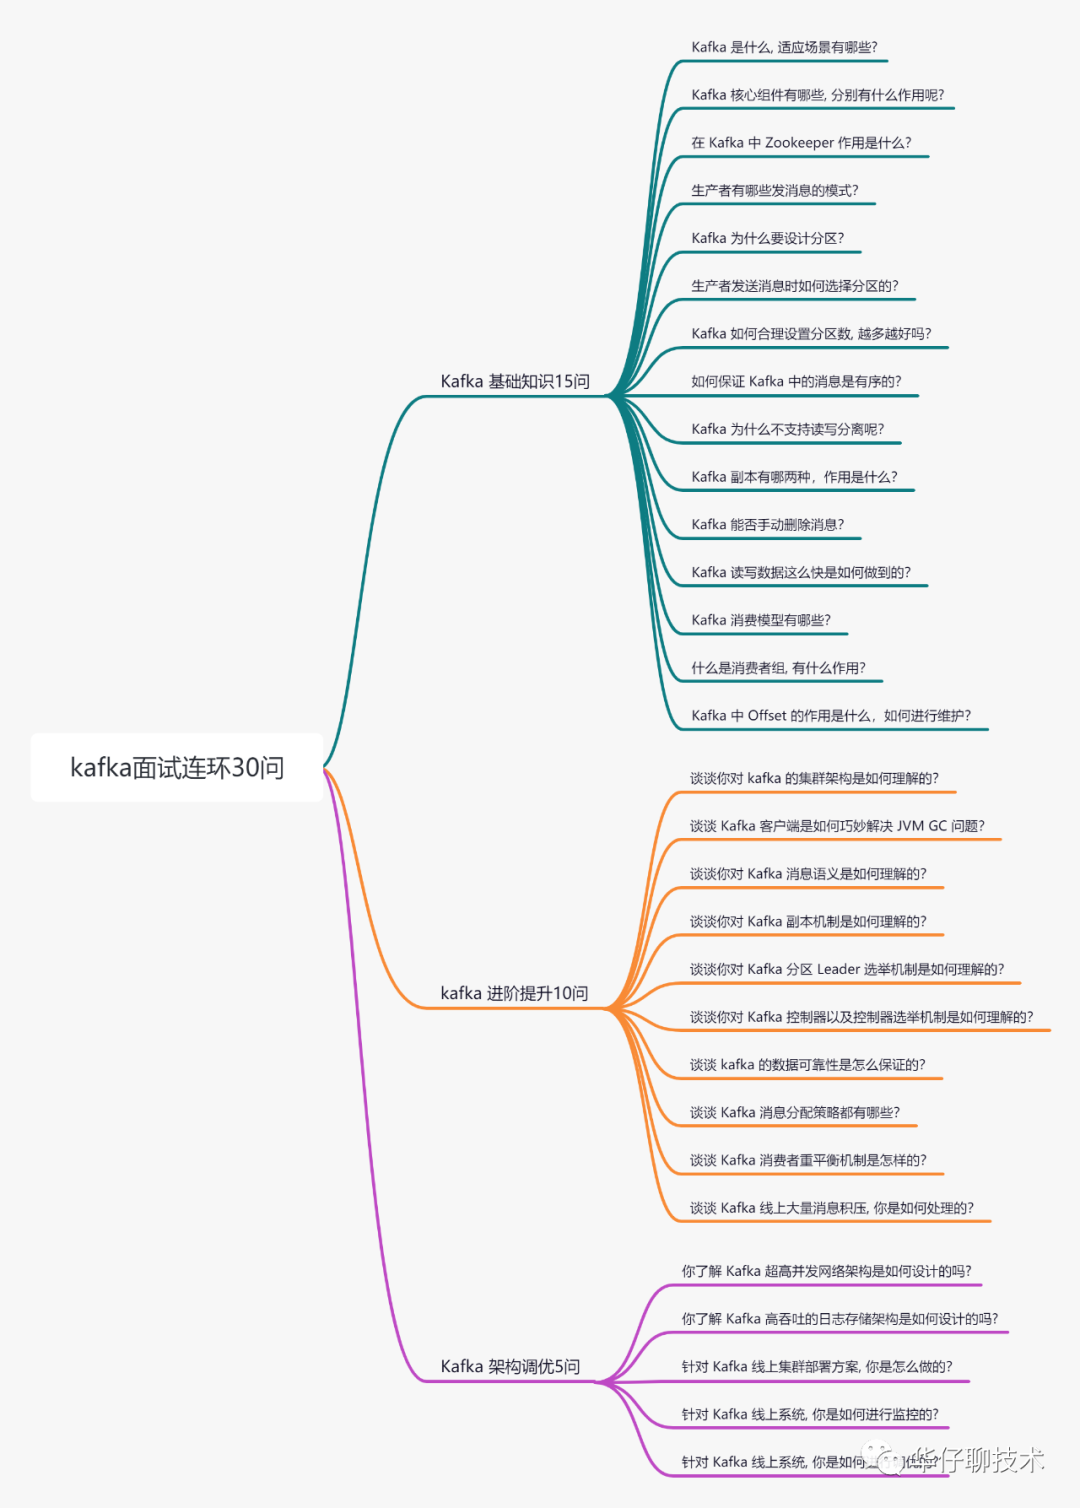 kafka面试连环30问
Kafka 基础知识15问
Kafka 是什么, 适应场景有哪些?
Kafka 核心组件有哪些, 分别有什么作用呢?
在 Kafka 中 Zookeeper 作用是什么?
生产者有哪些发消息的模式?
Kafka 为什么要设计分区?
生产者发送消息时如何选择分区的?
Kafka 如何合理设置分区数, 越多越好吗?
如何保证 Kafka 中的消息是有序的?
Kafka 为什么不支持读写分离呢?
Kafka 副本有哪两种，作用是什么?
Kafka 能否手动删除消息?
Kafka 读写数据这么快是如何做到的?
Kafka 消费模型有哪些?
什么是消费者组, 有什么作用?
Kafka 中 Offset 的作用是什么，如何进行维护?
kafka 进阶提升10问
谈谈你对 kafka 的集群架构是如何理解的?
谈谈 Kafka 客户端是如何巧妙解决 JVM GC 问题?
谈谈你对 Kafka 消息语义是如何理解的?
谈谈你对 Kafka 副本机制是如何理解的?
谈谈你对 Kafka 分区 Leader 选举机制是如何理解的?
谈谈你对 Kafka 控制器以及控制器选举机制是如何理解的?
谈谈 kafka 的数据可靠性是怎么保证的?
谈谈 Kafka 消息分配策略都有哪些?
谈谈 Kafka 消费者重平衡机制是怎样的?
谈谈 Kafka 线上大量消息积压, 你是如何处理的?
Kafka 架构调优5问
你了解 Kafka 超高并发网络架构是如何设计的吗?
你了解 Kafka 高吞吐的日志存储架构是如何设计的吗?
针对 Kafka 线上集群部署方案, 你是怎么做的?
针对 Kafka 线上系统, 你是如何进行监控的?
针对 Kafka 线上系统, 你是如何
华仔聊技术